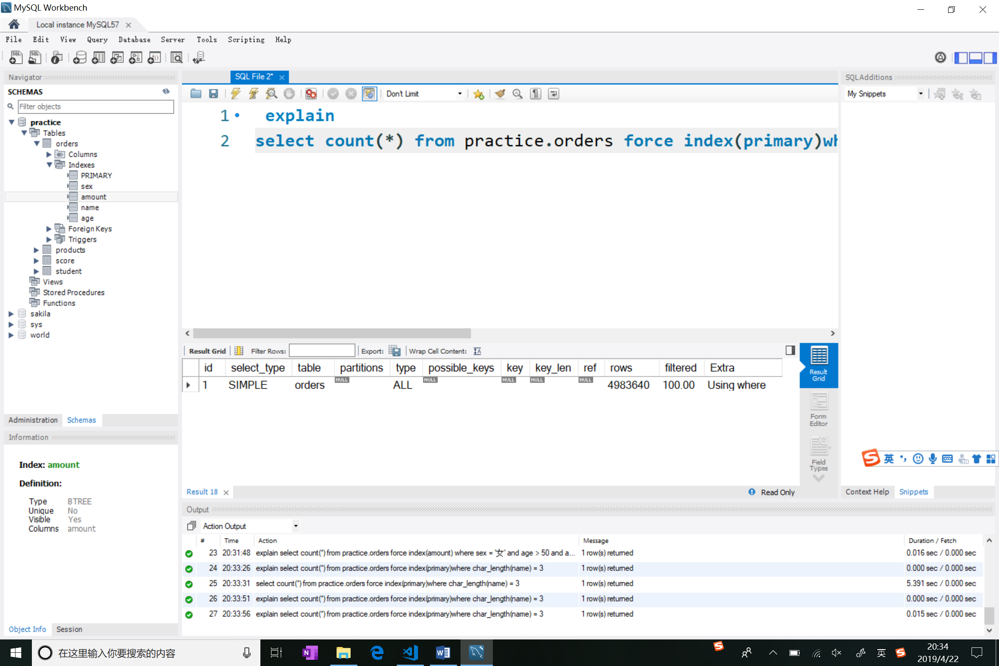 MySQL Workbench
Local instance MySQL57
File Edit View Query Database Server Tools Scripting Help
Navigator
SCHEMAS
Filter objects
practice
Tables
orders
Columns
Indexes
PRIMARY
sex
amount
name
age
Foreign Keys
Triggers
products
score
student
Views
Stored Procedures
Functions
sakila
sys
world
Administration Schemas
Information
Index: amount
Definition:
Type BTREE
Unique No
Visible Yes
Columns amount
Object Info Session
SQL File 2*
Don't Limit
1 explain
2 select count(*) from practice.orders force index(primary)wh
Result Grid Filter Rows: Export: Wrap Cell Content:
id select_type table partitions type possible_keys key key_len ref rows filtered Extra
1 SIMPLE orders NULL ALL NULL NULL NULL NULL 4983640 100.00 Using where
Result Grid
Form Editor
Field Types
Result 18
Read Only
Output
Action Output
# Time Action Message Duration / Fetch
23 20:31:48 explain select count(*) from practice.orders force index(amount) where sex = '女' and age > 50 and a... 1 row(s) returned 0.016 sec / 0.000 sec
24 20:33:26 explain select count(*) from practice.orders force index(primary)where char_length(name) = 3 1 row(s) returned 0.000 sec / 0.000 sec
25 20:33:31 select count(*) from practice.orders force index(primary)where char_length(name) = 3 1 row(s) returned 5.391 sec / 0.000 sec
26 20:33:51 explain select count(*) from practice.orders force index(primary)where char_length(name) = 3 1 row(s) returned 0.000 sec / 0.000 sec
27 20:33:56 explain select count(*) from practice.orders force index(primary)where char_length(name) = 3 1 row(s) returned 0.015 sec / 0.000 sec
SQLAdditions
My Snippets
英
Context Help Snippets
在这里输入你要搜索的内容
英
20:34
2019/4/22